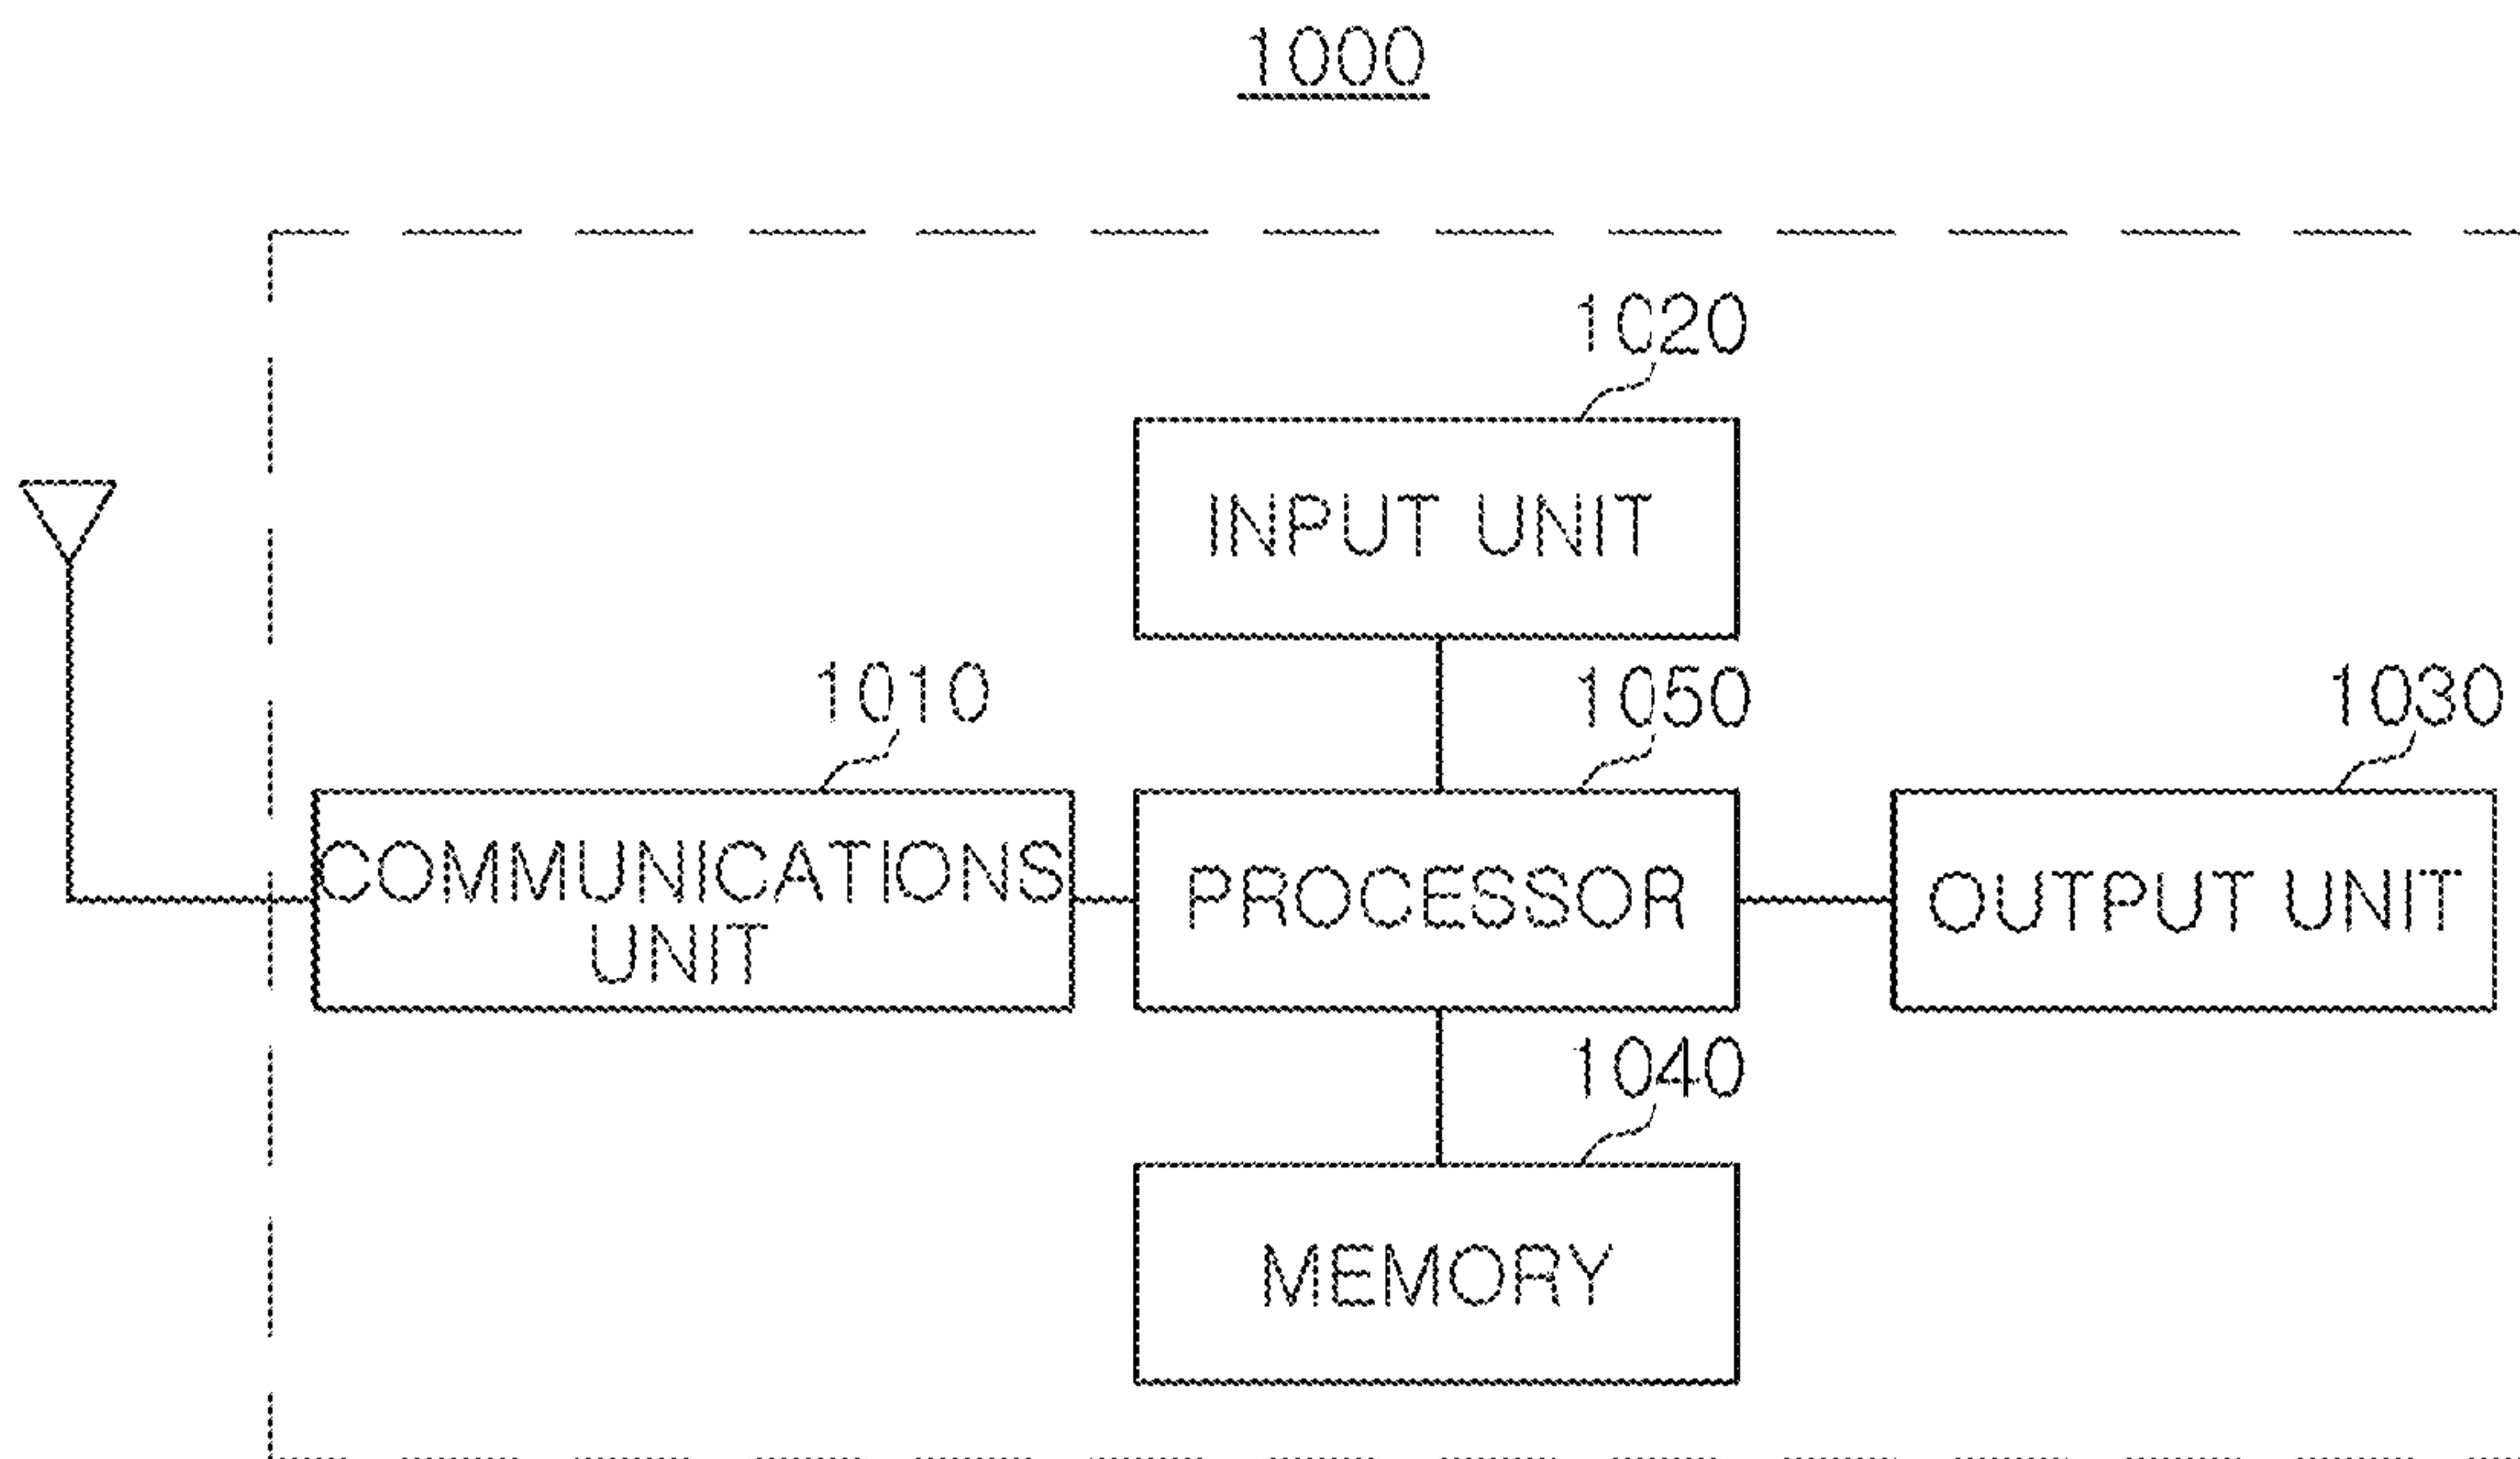 1000
1020
INPUT UNIT
1010
1050
1030
COMMUNICATIONS
UNIT
PROCESSOR
OUTPUT UNIT
1040
MEMORY